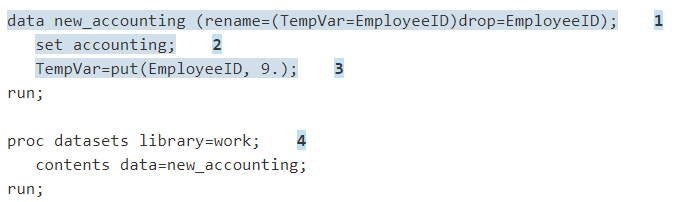 data new_accounting (rename=(TempVar=EmployeeID)drop=EmployeeID); 1
set accounting; 2
TempVar=put(EmployeeID, 9.); 3
run;
proc datasets library=work; 4
contents data=new_accounting;
run;